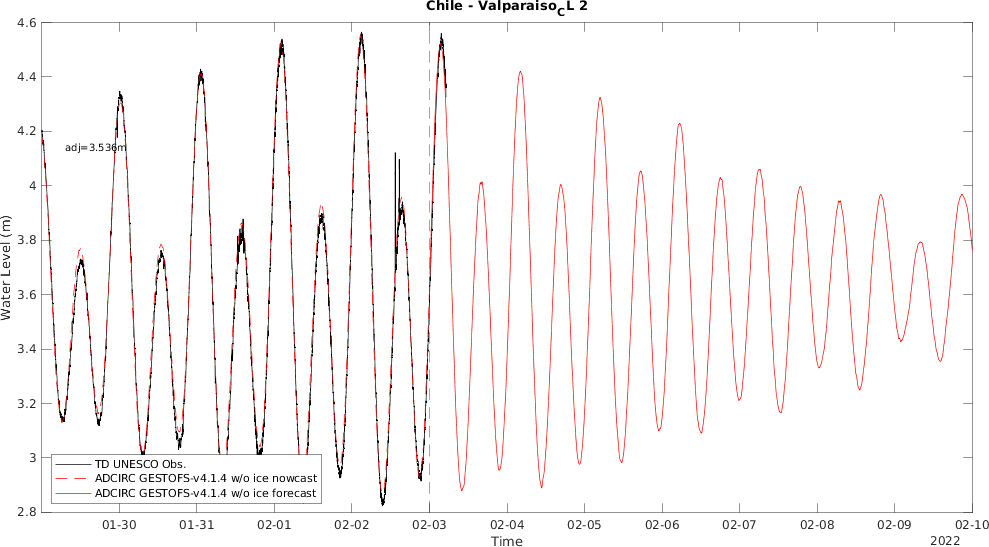 Chile - Valparaiso_CL 2
4.6
4.4
4.2
adj=3.536m
4
3.8
Water Level (m)
3.6
3.4
3.2
3
TD UNESCO Obs.
ADCIRC GESTOFS-v4.1.4 w/o ice nowcast
ADCIRC GESTOFS-v4.1.4 w/o ice forecast
2.8
01-30 01-31 02-01 02-02 02-03 02-04 02-05 02-06 02-07 02-08 02-09 02-10
Time
2022